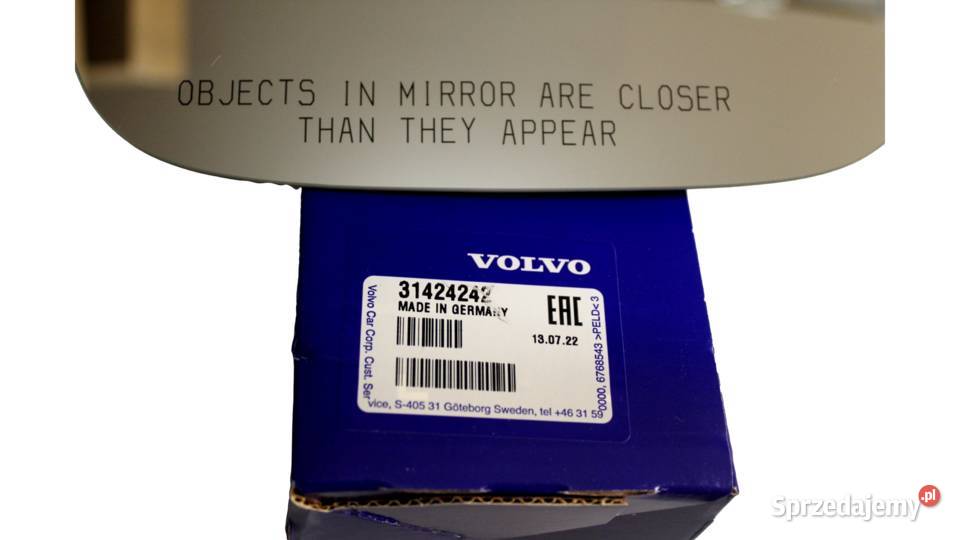 OBJECTS IN MIRROR ARE CLOSER
THAN THEY APPEAR
VOLVO
31424242
MADE IN GERMANY
EAC
13.07.22
Volvo Car Corp. Cust. Ser
vice, S-405 31 Göteborg Sweden, tel +46 31 59
0000, 6768543 >PELD<3
Sprzedajemy.pl